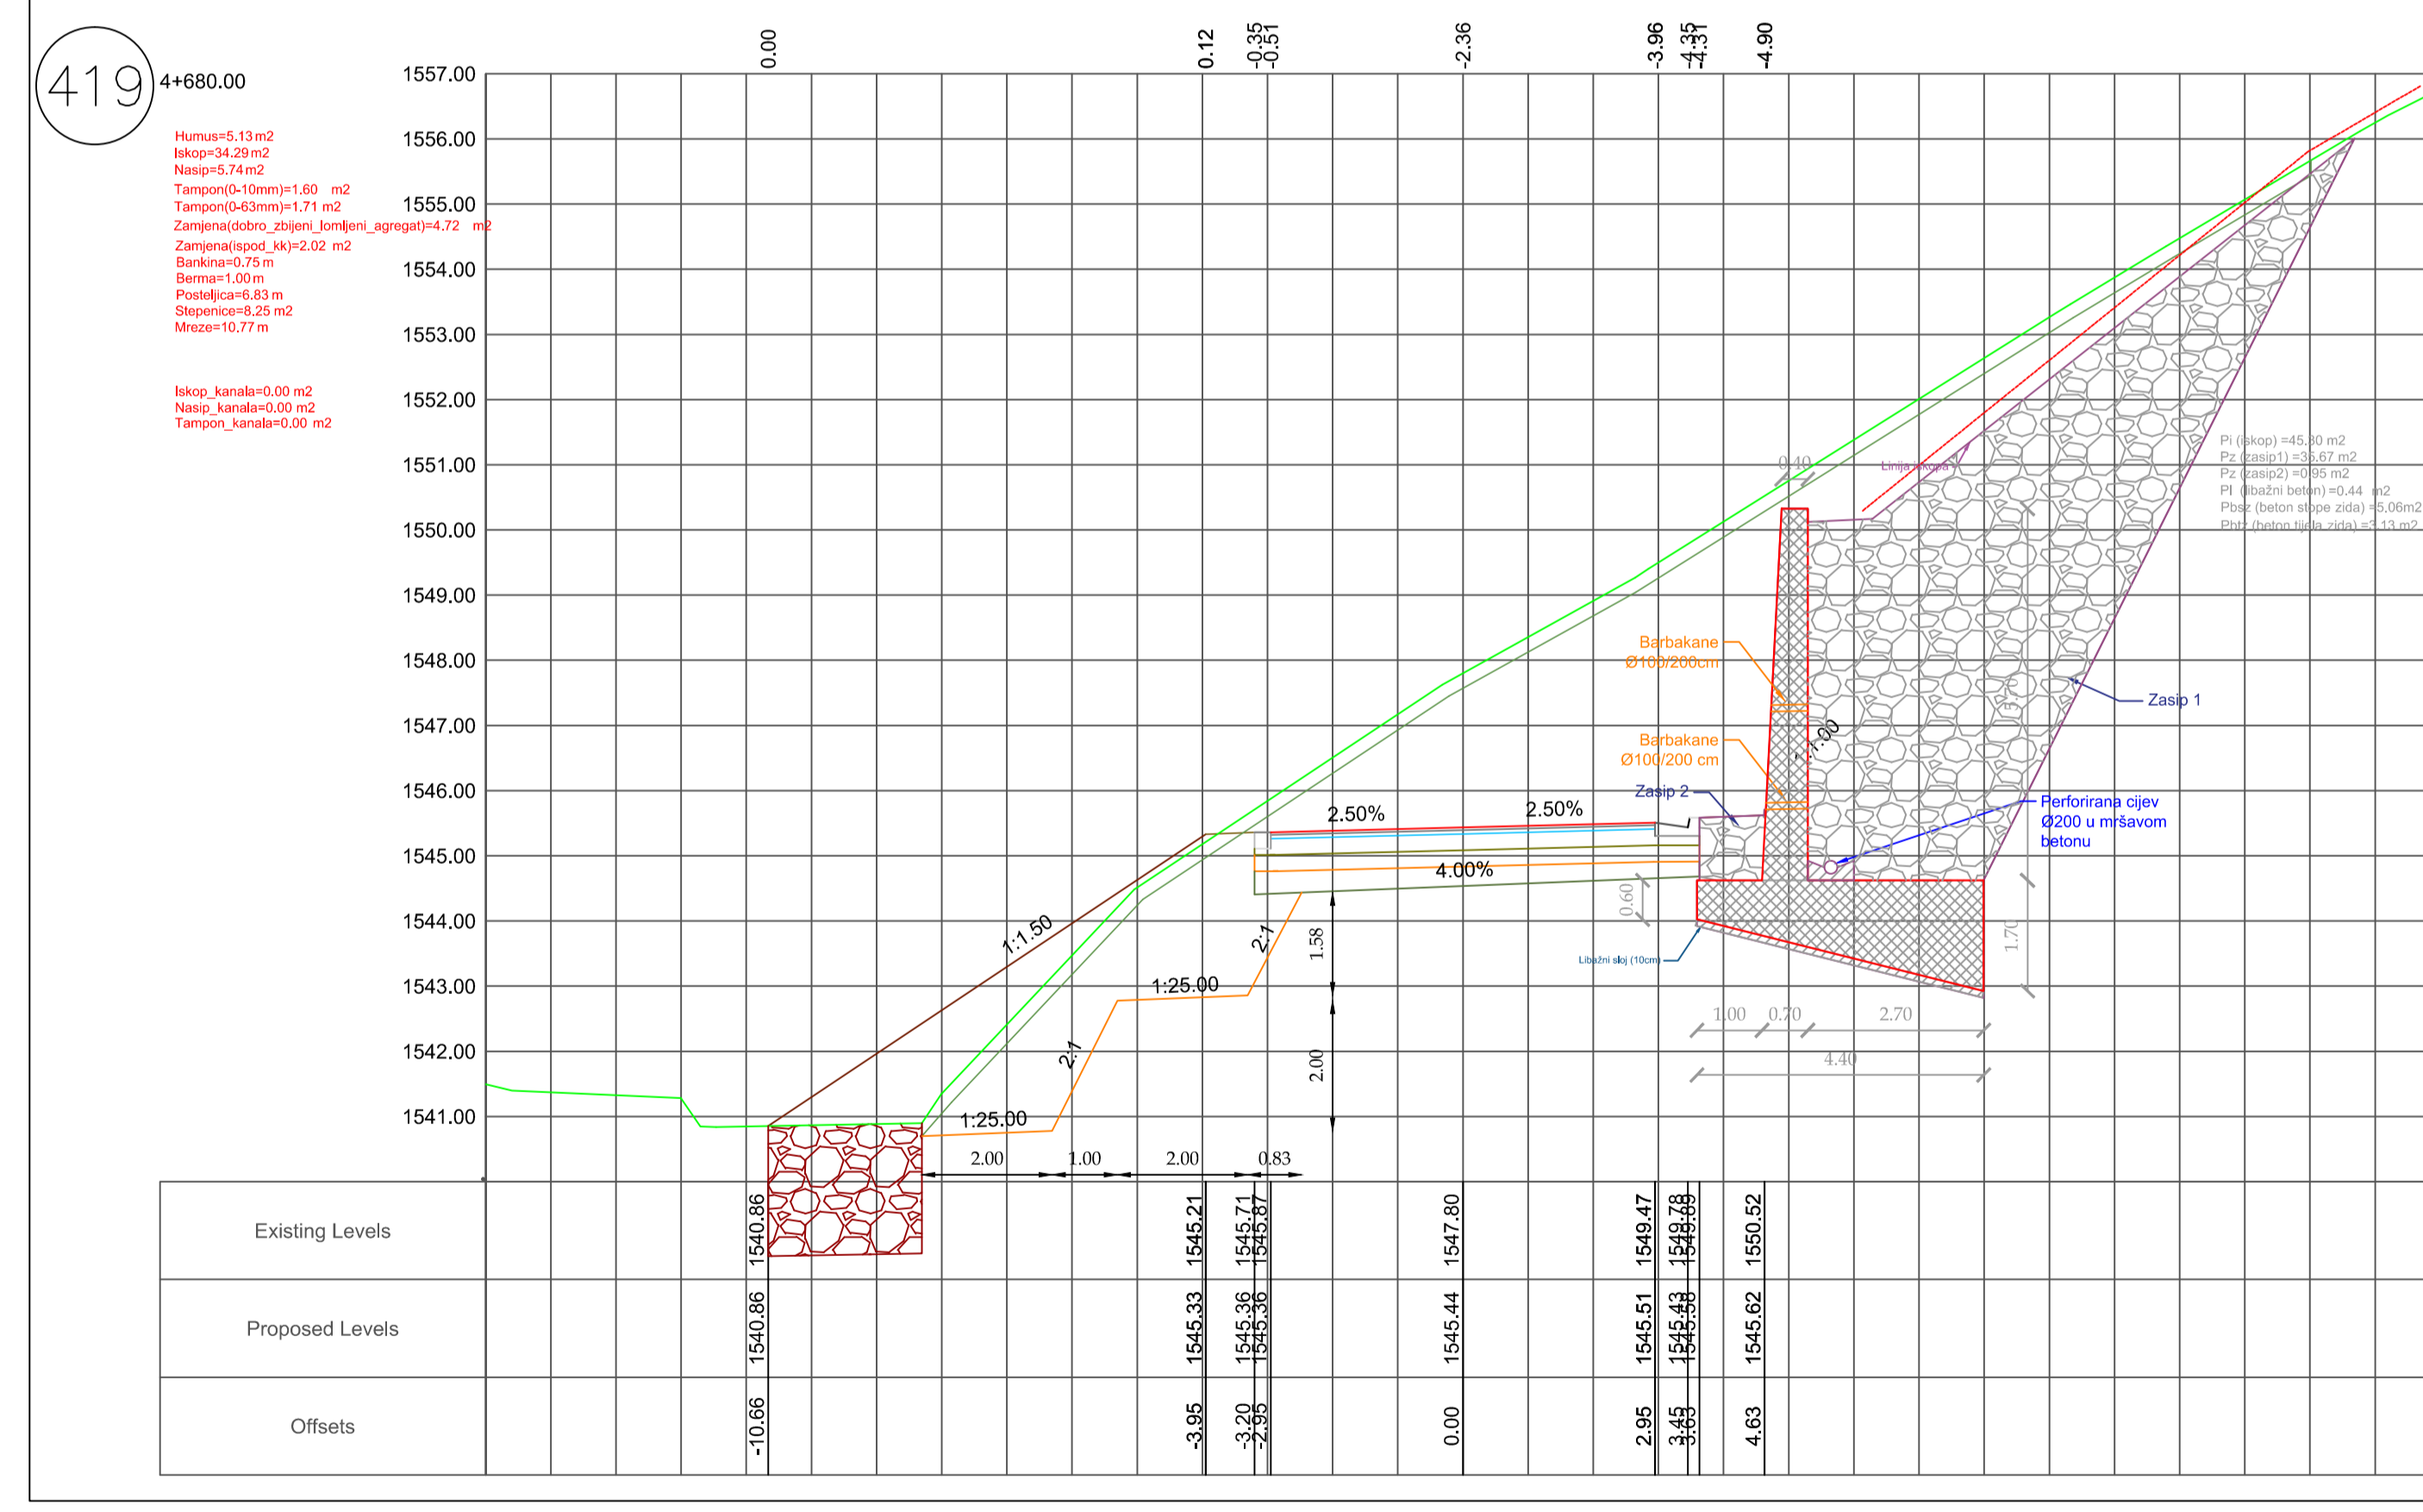 419
4+680.00
Humus=5.13 m2
Iskop=34.29 m2
Nasip=5.74 m2
Tampon(0-10mm)=1.60 m2
Tampon(0-63mm)=1.71 m2
Zamjena(dobro_zbijeni_lomljeni_agregat)=4.72 m2
Zamjena(ispod_kk)=2.02 m2
Bankina=0.75 m
Berma=1.00 m
Posteljica=6.83 m
Stepenice=8.25 m2
Mreze=10.77 m
Iskop_kanala=0.00 m2
Nasip_kanala=0.00 m2
Tampon_kanala=0.00 m2
0.00
0.12
-0.35
-0.51
-2.36
-3.96
-4.35
-4.31
-4.90
1557.00
1556.00
1555.00
1554.00
1553.00
1552.00
1551.00
1550.00
1549.00
1548.00
1547.00
1546.00
1545.00
1544.00
1543.00
1542.00
1541.00
Pi (iskop) =45.80 m2
Pz (zasip1) =35.67 m2
Pz (zasip2) =0.95 m2
Pl (libažni beton) =0.44 m2
Pbsz (beton stope zida) =5.06m2
Pbtz (beton tijela zida) =3.13 m2
0.40
Linija iskopa
Barbakane
Ø100/200cm
5.70
Zasip 1
Barbakane
Ø100/200 cm
Zasip 2
Perforirana cijev
Ø200 u mršavom
betonu
2.50%
2.50%
4.00%
0.60
1:1.50
2:1
1.58
Libažni sloj (10cm)
1.70
1:25.00
1.00
0.70
2.70
2:1
2.00
4.40
1:25.00
2.00
1.00
2.00
0.83
Existing Levels
1540.86
1545.21
1545.71
1545.87
1547.80
1549.47
1549.78
1549.89
1550.52
Proposed Levels
1540.86
1545.33
1545.36
1545.36
1545.44
1545.51
1545.43
1545.58
1545.62
Offsets
-10.66
-3.95
-3.20
-2.95
0.00
2.95
3.45
3.63
4.63